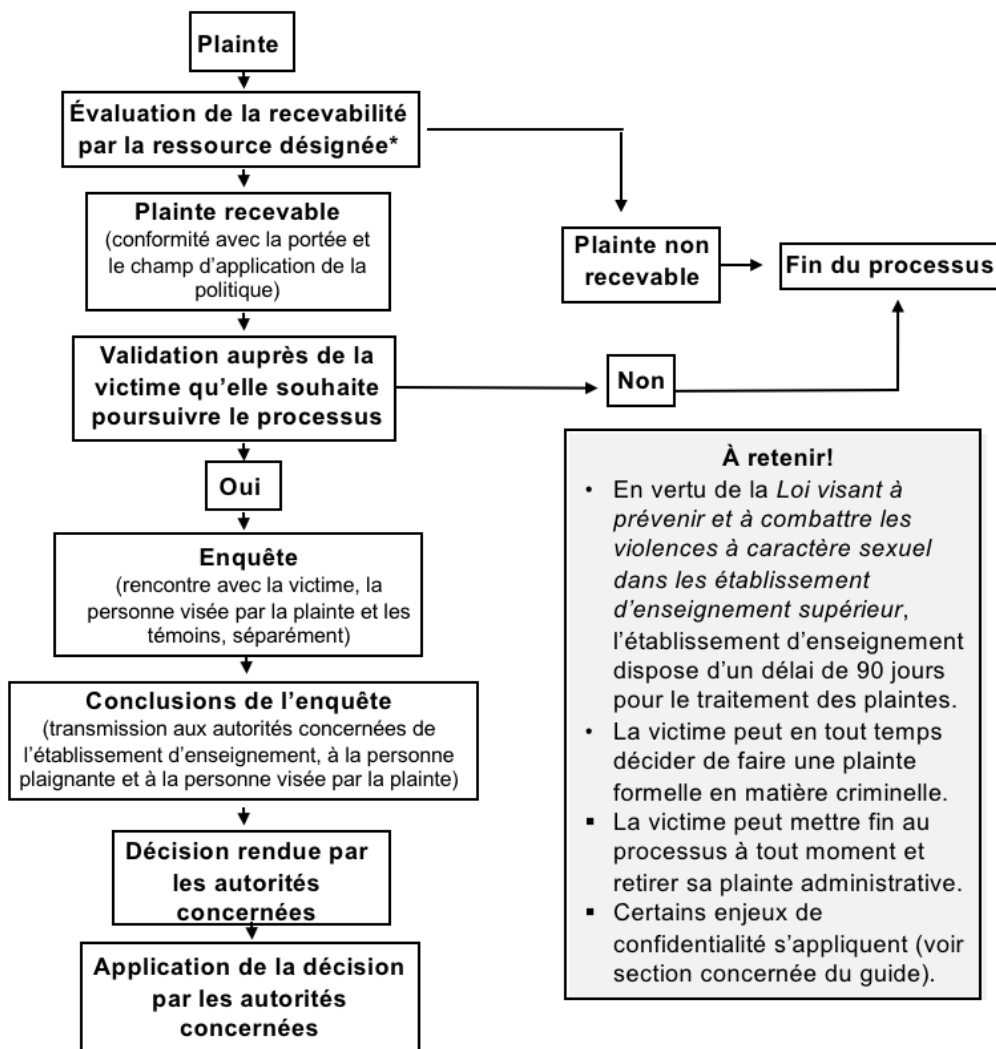 Plainte
Évaluation de la recevabilité
par la ressource désignée*
Plainte recevable
(conformité avec la portée et
le champ d'application de la
politique)
Plainte non
recevable
Fin du processus
Validation auprès de la
victime qu'elle souhaite
poursuivre le processus
Non
Oui
Enquête
(rencontre avec la victime, la
personne visée par la plainte et les
témoins, séparément)
Conclusions de l'enquête
(transmission aux autorités concernées de
l'établissement d'enseignement, à la personne
plaignante et à la personne visée par la plainte)
Décision rendue par
les autorités
concernées
Application de la décision
par les autorités
concernées
À retenir!
• En vertu de la Loi visant à
prévenir et à combattre les
violences à caractère sexuel
dans les établissement
d'enseignement supérieur,
l'établissement d'enseignement
dispose d'un délai de 90 jours
pour le traitement des plaintes.
• La victime peut en tout temps
décider de faire une plainte
formelle en matière criminelle.
▪ La victime peut mettre fin au
processus à tout moment et
retirer sa plainte administrative.
▪ Certains enjeux de
confidentialité s'appliquent (voir
section concernée du guide).